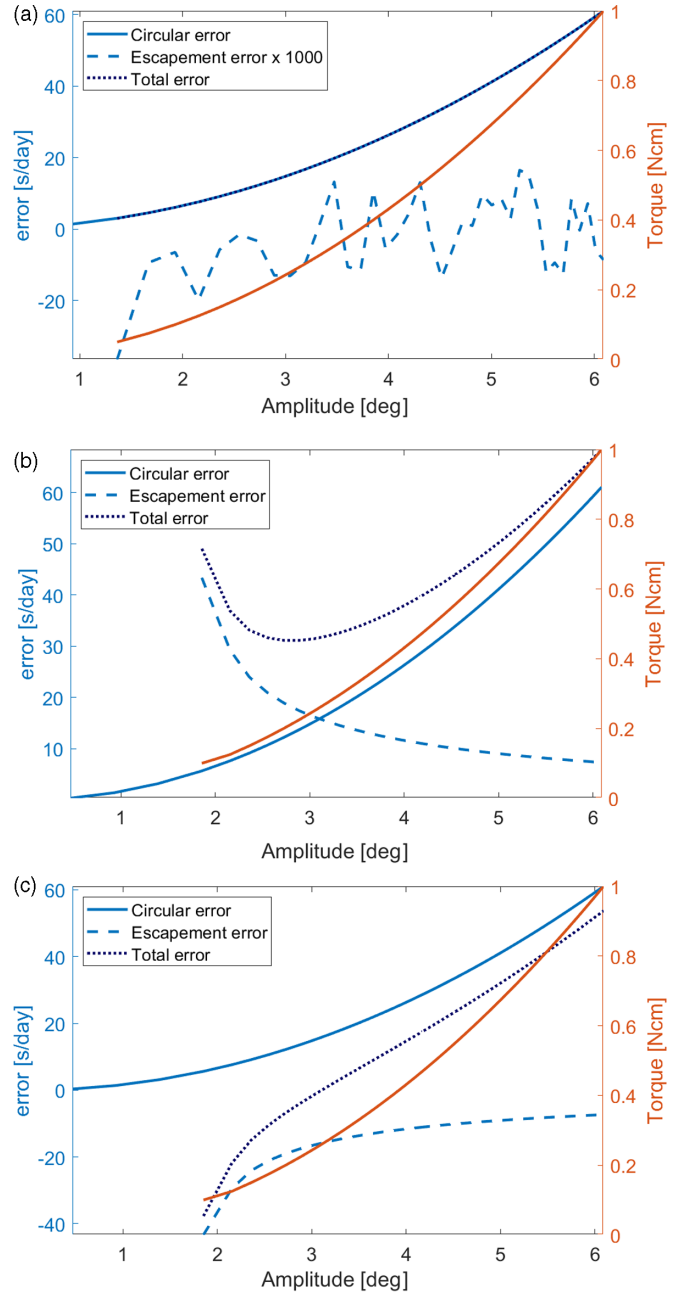 (a)
Circular error
Escapement error x 1000
Total error
error [s/day]
60
40
20
0
-20
1
0.8
0.6
0.4
0.2
0
Torque [Ncm]
1 2 3 4 5 6
Amplitude [deg]
(b)
Circular error
Escapement error
Total error
error [s/day]
60
50
40
30
20
10
1
0.8
0.6
0.4
0.2
0
Torque [Ncm]
1 2 3 4 5 6
Amplitude [deg]
(c)
Circular error
Escapement error
Total error
error [s/day]
60
40
20
0
-20
-40
1
0.8
0.6
0.4
0.2
0
Torque [Ncm]
1 2 3 4 5 6
Amplitude [deg]